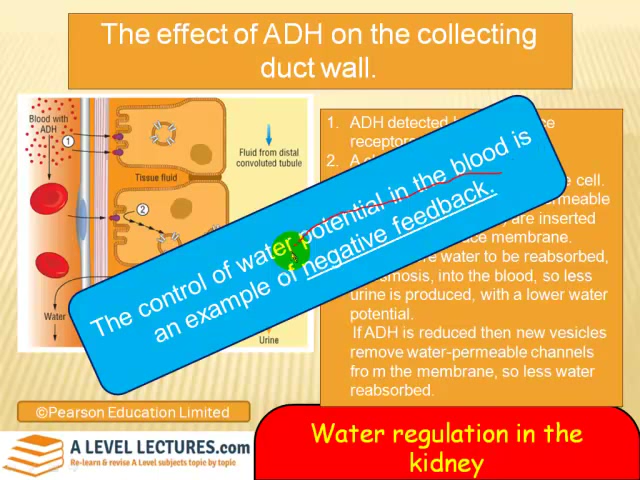 The effect of ADH on the collecting
duct wall.
Blood with
ADH
1
Tissue fluid
2
Fluid from distal
convoluted tubule
Water
Urine
1. ADH detected
receptor
2. A
cell.
permeable
are inserted
membrane.
water to be reabsorbed,
into the blood, so less
urine is produced, with a lower water
potential.
If ADH is reduced then new vesicles
remove water-permeable channels
fro m the membrane, so less water
reabsorbed.
The control of water potential in the blood is
an example of negative feedback.
©Pearson Education Limited
A LEVEL LECTURES.com
Re-learn & revise A Level subjects topic by topic
Water regulation in the
kidney